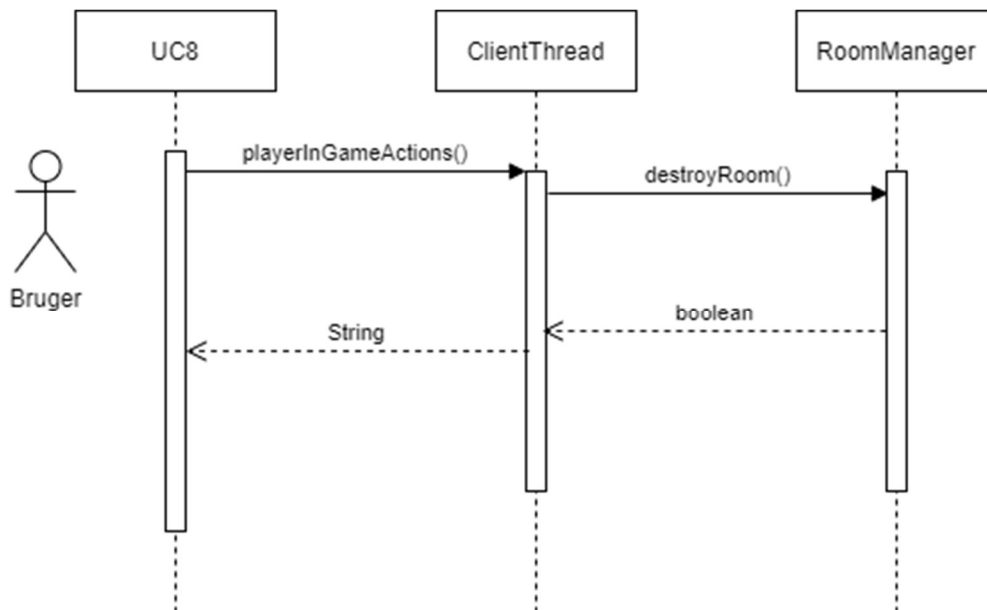 UC8
ClientThread
RoomManager
playerInGameActions()
destroyRoom()
Bruger
boolean
String